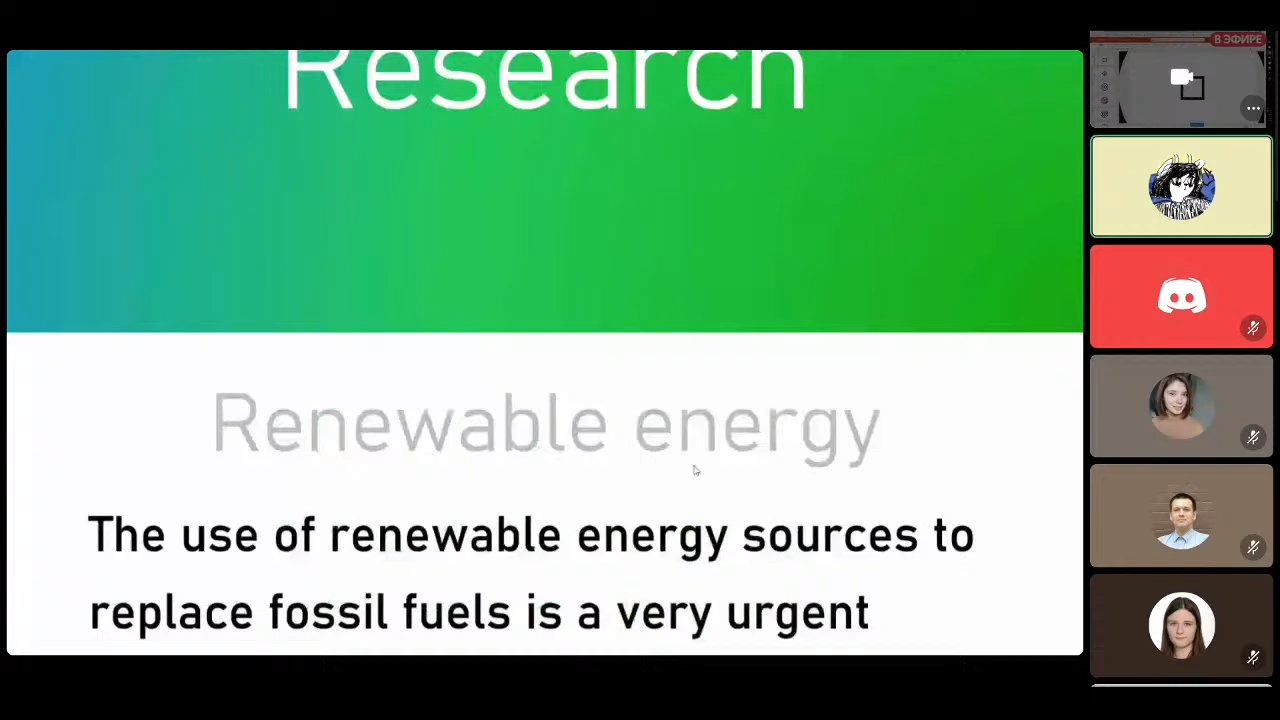 Research
В ЭФИРЕ
Renewable energy
The use of renewable energy sources to
replace fossil fuels is a very urgent